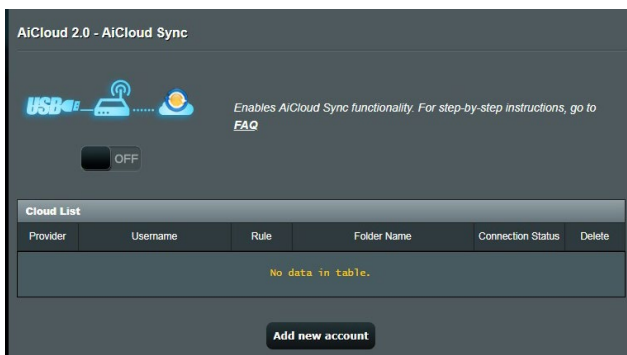 AiCloud 2.0 - AiCloud Sync
USB
Enables AiCloud Sync functionality. For step-by-step instructions, go to
FAQ
OFF
Cloud List
Provider Username Rule Folder Name Connection Status Delete
No data in table.
Add new account